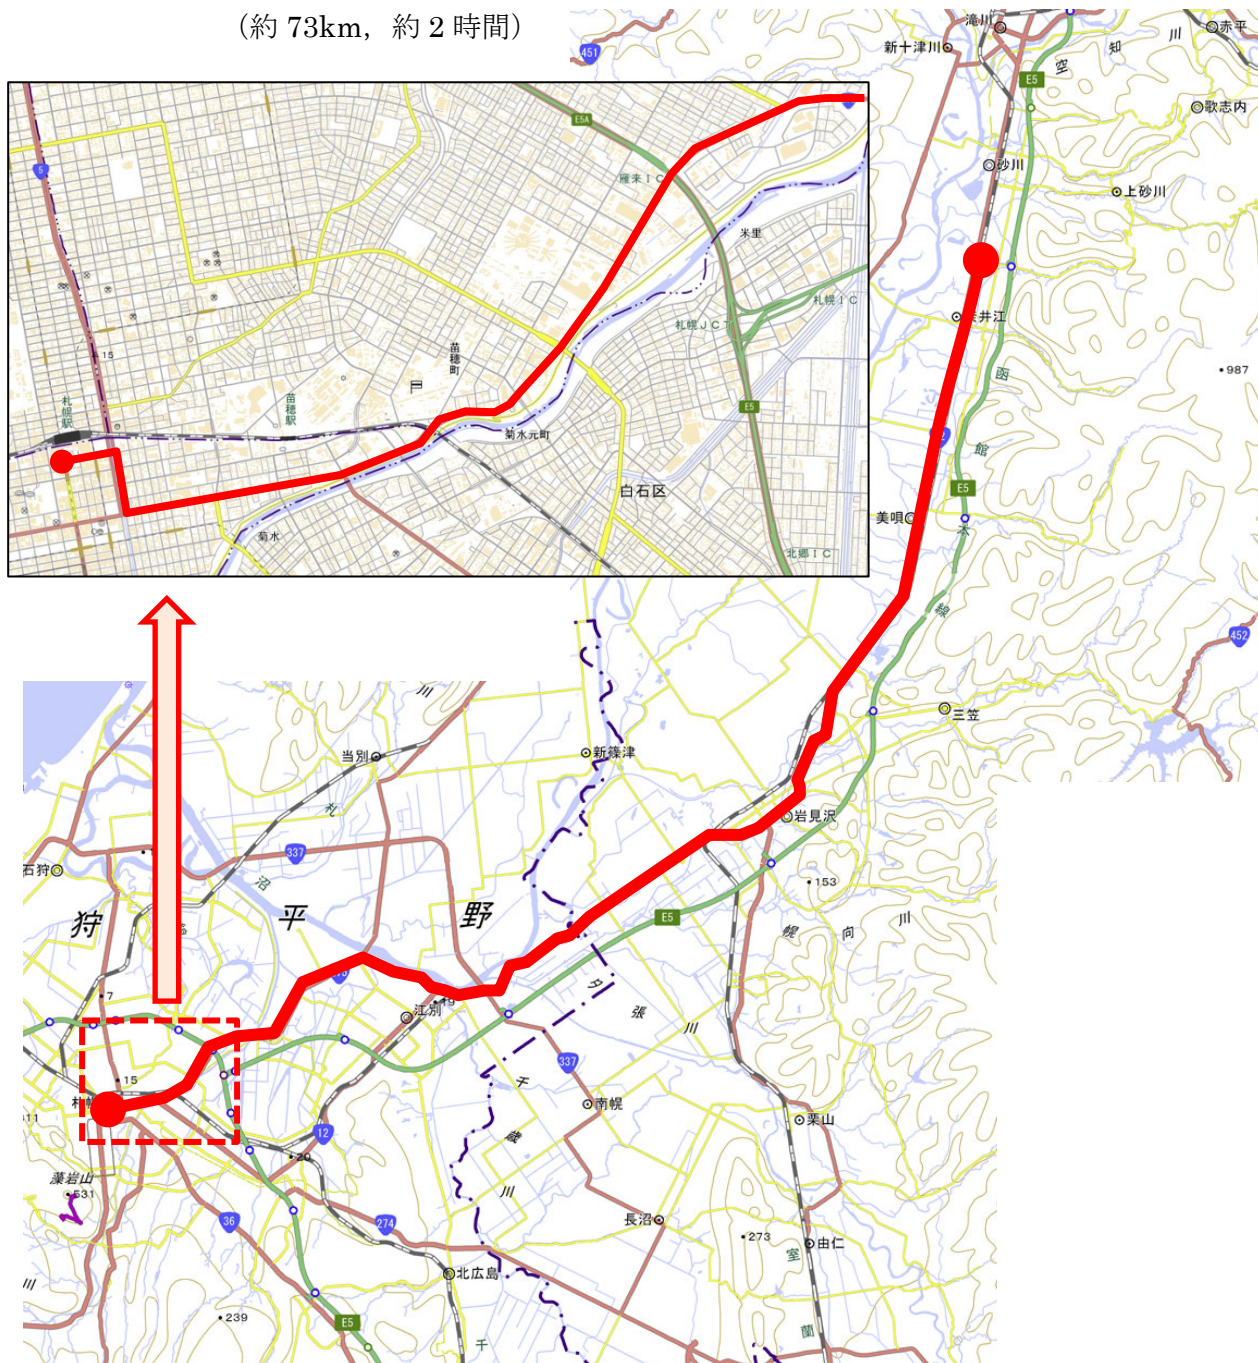 (約 73km, 約 2 時間)
滝川
451
新十津川
空知川
赤平
E5
歌志内
砂川
上砂川
E5A
5
雁来IC
米里
札幌IC
札幌JCT
苗穂町
15
苗穂駅
札幌駅
E5
菊水元町
白石区
菊水
北郷IC
987
函館本線
E5
美唄
452
三笠
川
当別
新篠津
札沼
岩見沢
337
石狩
153
狩平野
E5
幌向川
7
江別
19
夕張川
15
337
千歳川
南幌
栗山
12
20
藻岩山
531
36
274
長沼
273
由仁
室蘭
北広島
239
E5
千